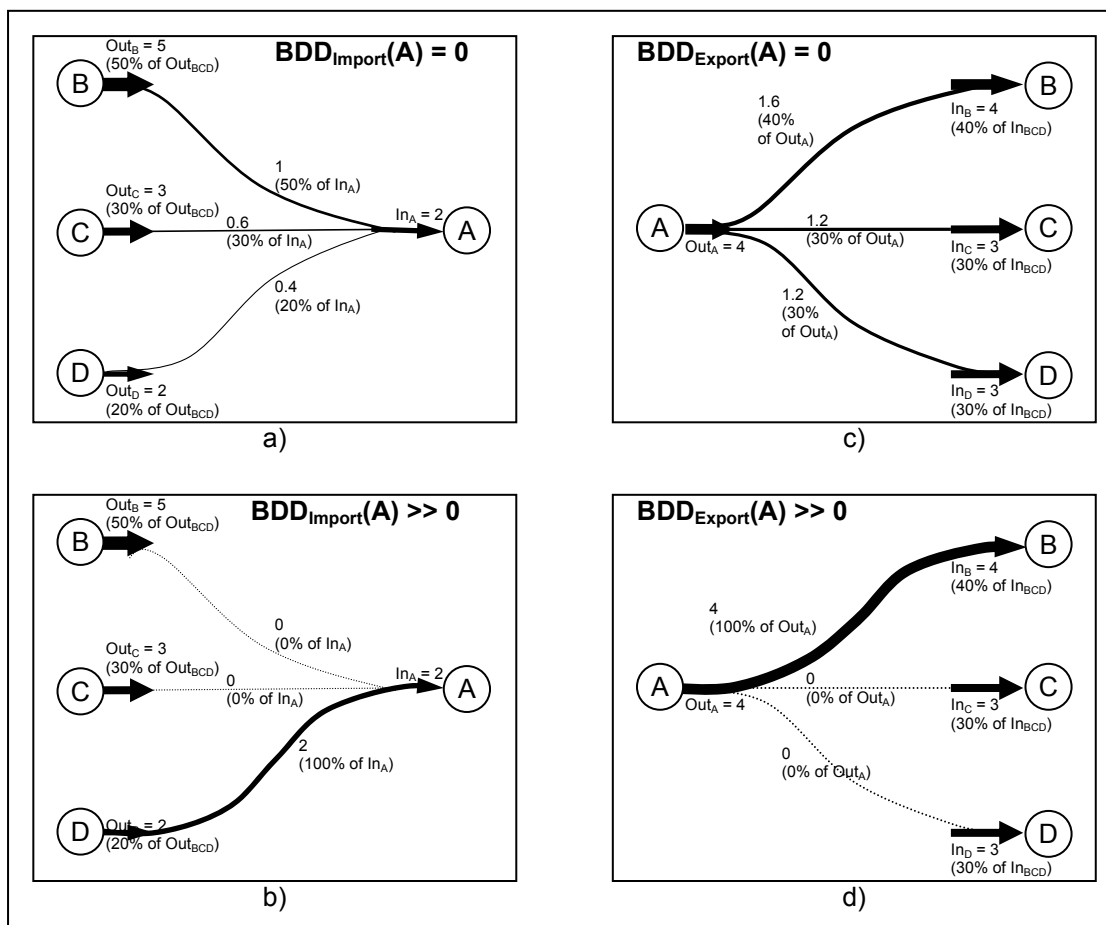 Out_B = 5
(50% of Out_BCD)
BDD_Import(A) = 0
B
1
(50% of In_A)
Out_C = 3
(30% of Out_BCD)
C
0.6
(30% of In_A)
In_A = 2
A
0.4
(20% of In_A)
D
Out_D = 2
(20% of Out_BCD)
a)
BDD_Export(A) = 0
B
1.6
(40%
of Out_A)
In_B = 4
(40% of In_BCD)
A
Out_A = 4
1.2
(30% of Out_A)
C
In_C = 3
(30% of In_BCD)
1.2
(30%
of Out_A)
D
In_D = 3
(30% of In_BCD)
c)
Out_B = 5
(50% of Out_BCD)
BDD_Import(A) >> 0
B
0
(0% of In_A)
Out_C = 3
(30% of Out_BCD)
C
0
(0% of In_A)
In_A = 2
A
2
(100% of In_A)
D
Out_D = 2
(20% of Out_BCD)
b)
BDD_Export(A) >> 0
B
In_B = 4
(40% of In_BCD)
4
(100% of Out_A)
A
Out_A = 4
0
(0% of Out_A)
C
In_C = 3
(30% of In_BCD)
0
(0% of Out_A)
D
In_D = 3
(30% of In_BCD)
d)